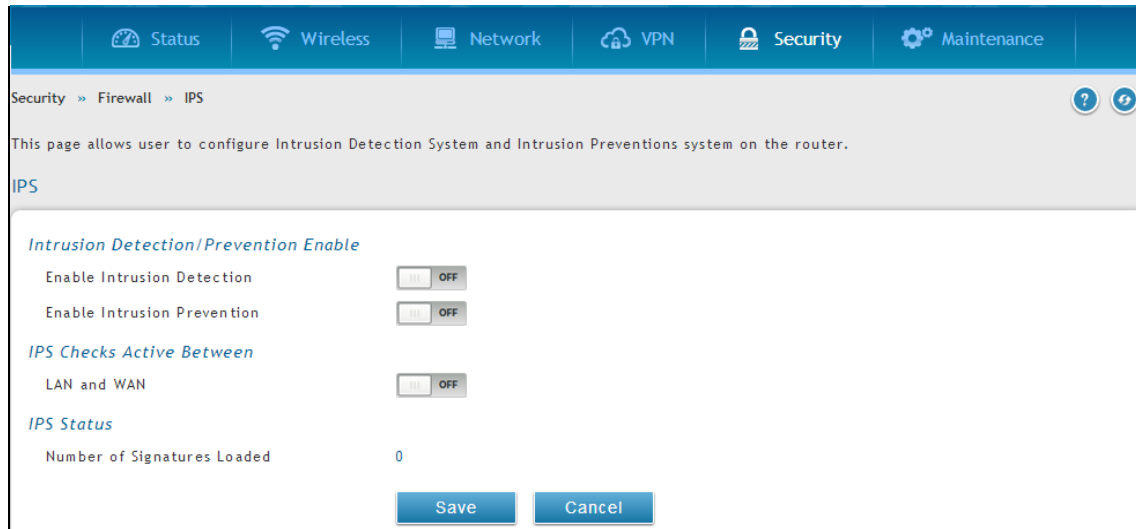 Status Wireless Network VPN Security Maintenance
Security » Firewall » IPS
?
This page allows user to configure Intrusion Detection System and Intrusion Preventions system on the router.
IPS
Intrusion Detection/Prevention Enable
Enable Intrusion Detection OFF
Enable Intrusion Prevention OFF
IPS Checks Active Between
LAN and WAN OFF
IPS Status
Number of Signatures Loaded 0
Save Cancel